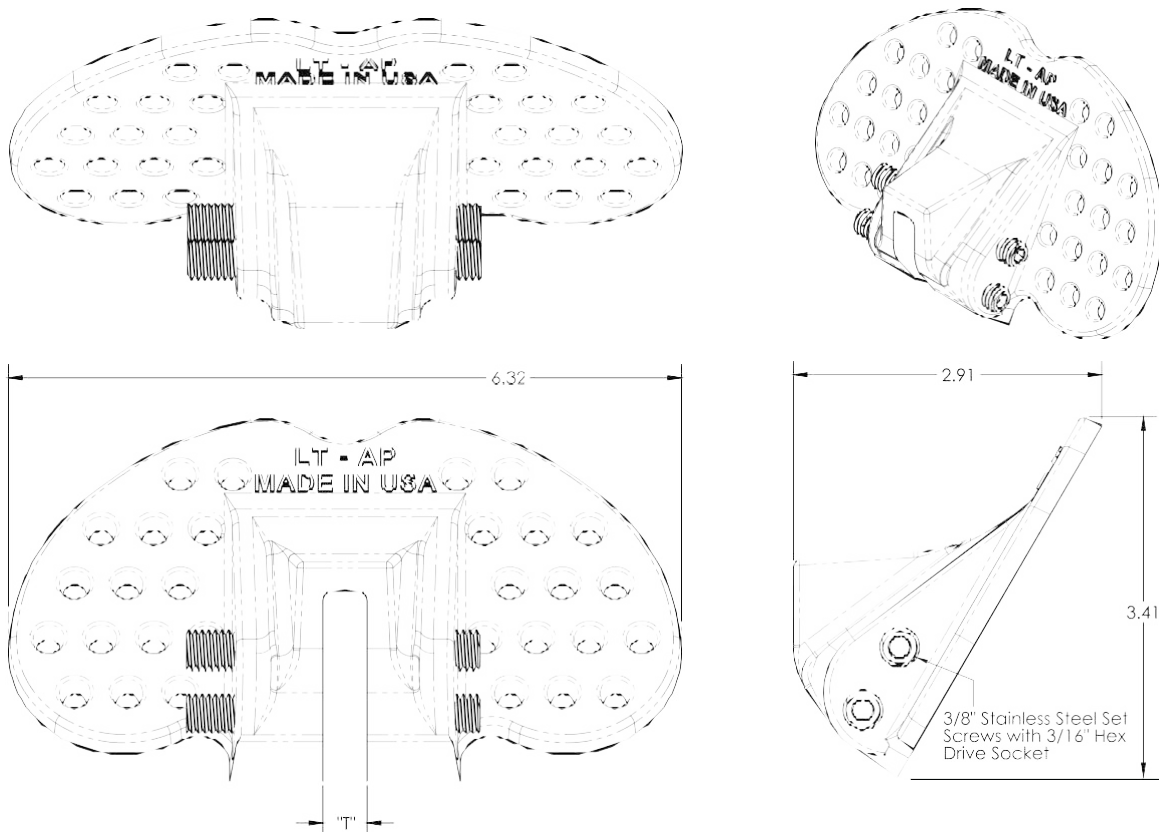 LT - AP
MADE IN USA
LT - AP
MADE IN USA
6.32
2.91
LT - AP
MADE IN USA
3.41
3/8" Stainless Steel Set
Screws with 3/16" Hex
Drive Socket
"T"